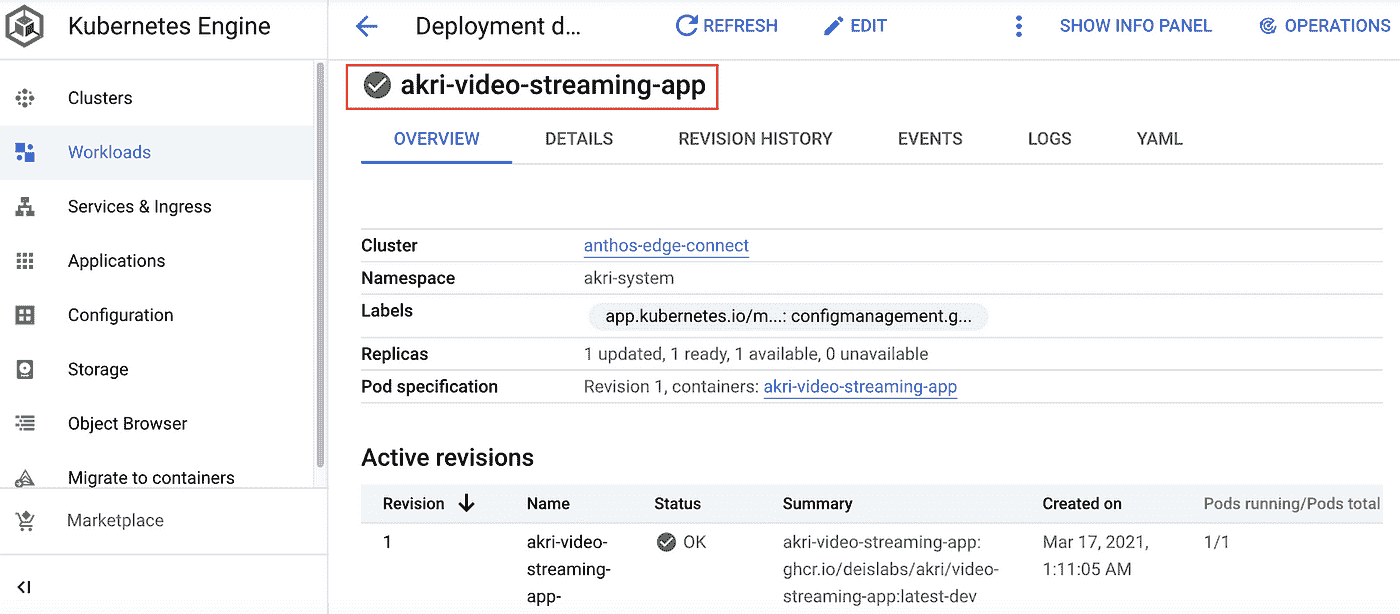 Kubernetes Engine
Deployment d...
REFRESH
EDIT
SHOW INFO PANEL
OPERATIONS
Clusters
Workloads
Services & Ingress
Applications
Configuration
Storage
Object Browser
Migrate to containers
Marketplace
akri-video-streaming-app
OVERVIEW DETAILS REVISION HISTORY EVENTS LOGS YAML
Cluster anthos-edge-connect
Namespace akri-system
Labels app.kubernetes.io/m...: configmanagement.g...
Replicas 1 updated, 1 ready, 1 available, 0 unavailable
Pod specification Revision 1, containers: akri-video-streaming-app
Active revisions
Revision Name Status Summary Created on Pods running/Pods total
1 akri-video- OK akri-video-streaming-app: Mar 17, 2021, 1/1
streaming- ghcr.io/deislabs/akri/video- 1:11:05 AM
app- streaming-app:latest-dev